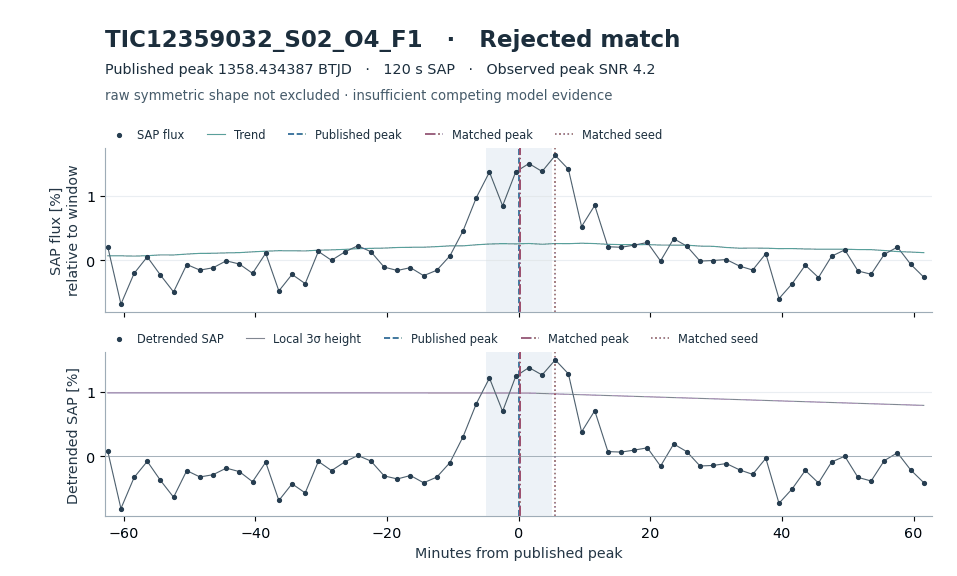 TIC12359032_S02_O4_F1 · Rejected match
Published peak 1358.434387 BTJD · 120 s SAP · Observed peak SNR 4.2
raw symmetric shape not excluded · insufficient competing model evidence
SAP flux Trend Published peak Matched peak Matched seed
SAP flux [%]
relative to window
1
0
Detrended SAP Local 3σ height Published peak Matched peak Matched seed
Detrended SAP [%]
1
0
−60 −40 −20 0 20 40 60
Minutes from published peak